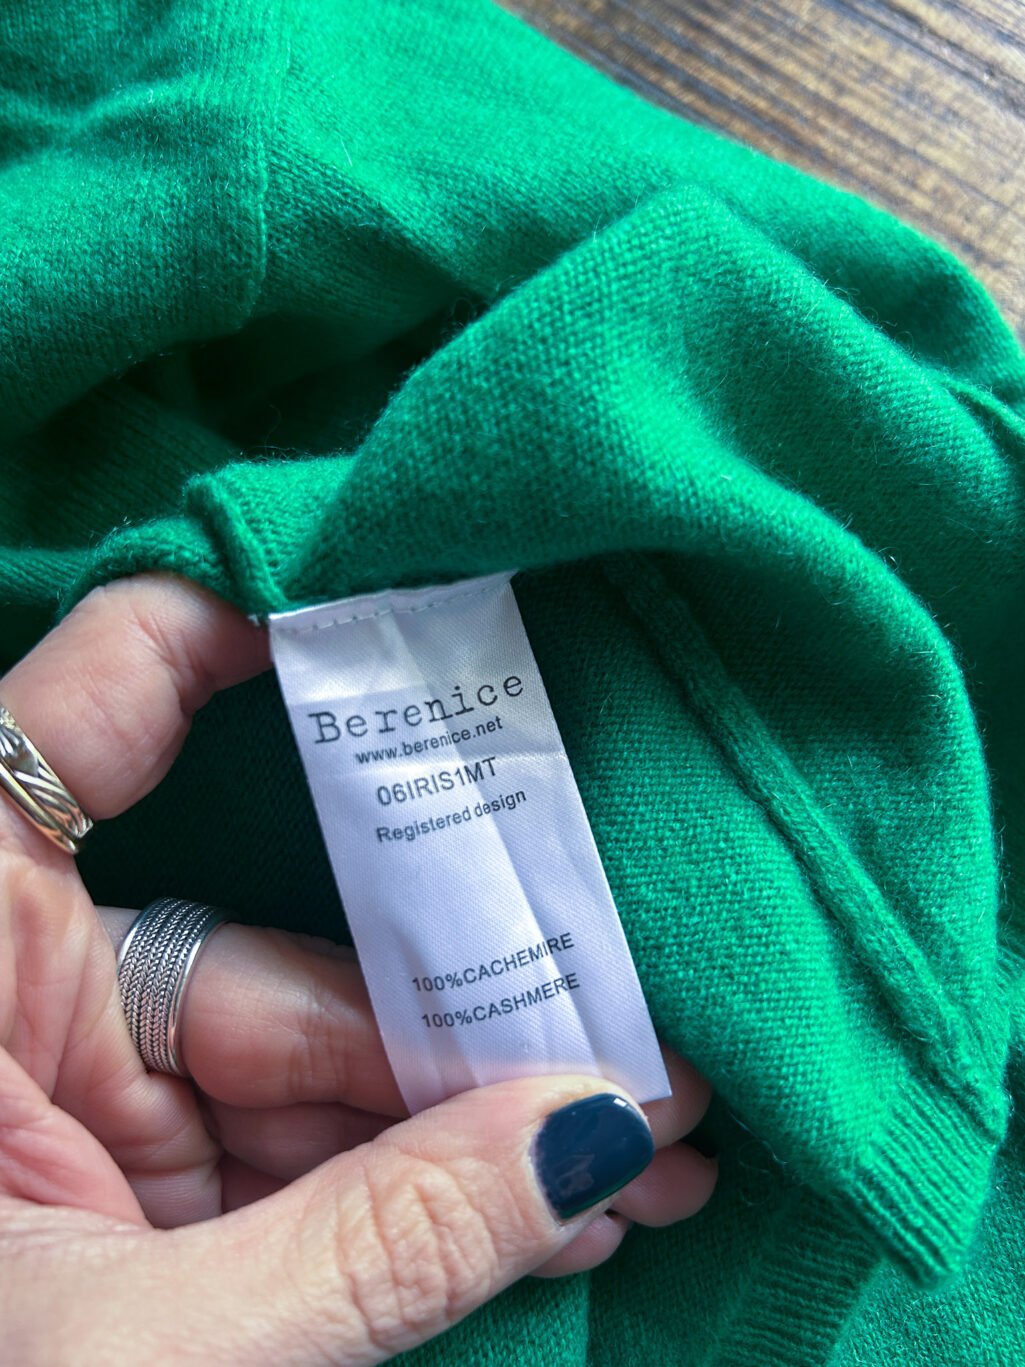 Berenice
www.berenice.net
06IRIS1MT
Registered design
100%CACHEMIRE
100%CASHMERE